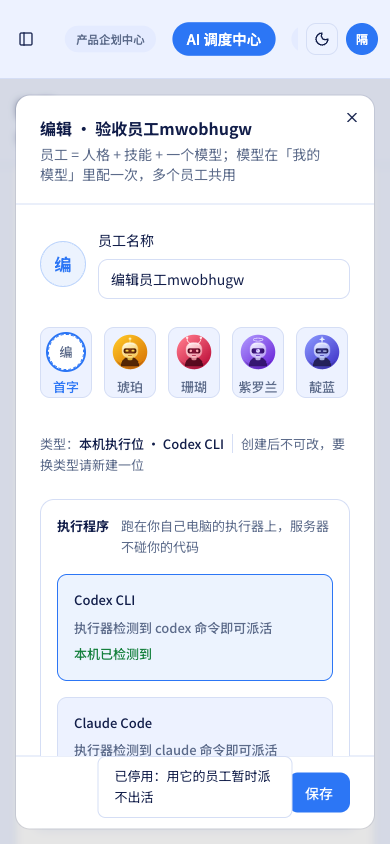 产品企划中心
AI 调度中心
隔
编辑 · 验收员工mwobhugw
员工 = 人格 + 技能 + 一个模型；模型在「我的
模型」里配一次，多个员工共用
编
员工名称
编辑员工mwobhugw
编
首字
琥珀
珊瑚
紫罗兰
靛蓝
类型：本机执行位 · Codex CLI 创建后不可改，要
换类型请新建一位
执行程序
跑在你自己电脑的执行器上，服务器
不碰你的代码
Codex CLI
执行器检测到 codex 命令即可派活
本机已检测到
Claude Code
执行器检测到 claude 命令即可派活
已停用：用它的员工暂时派
不出活
保存